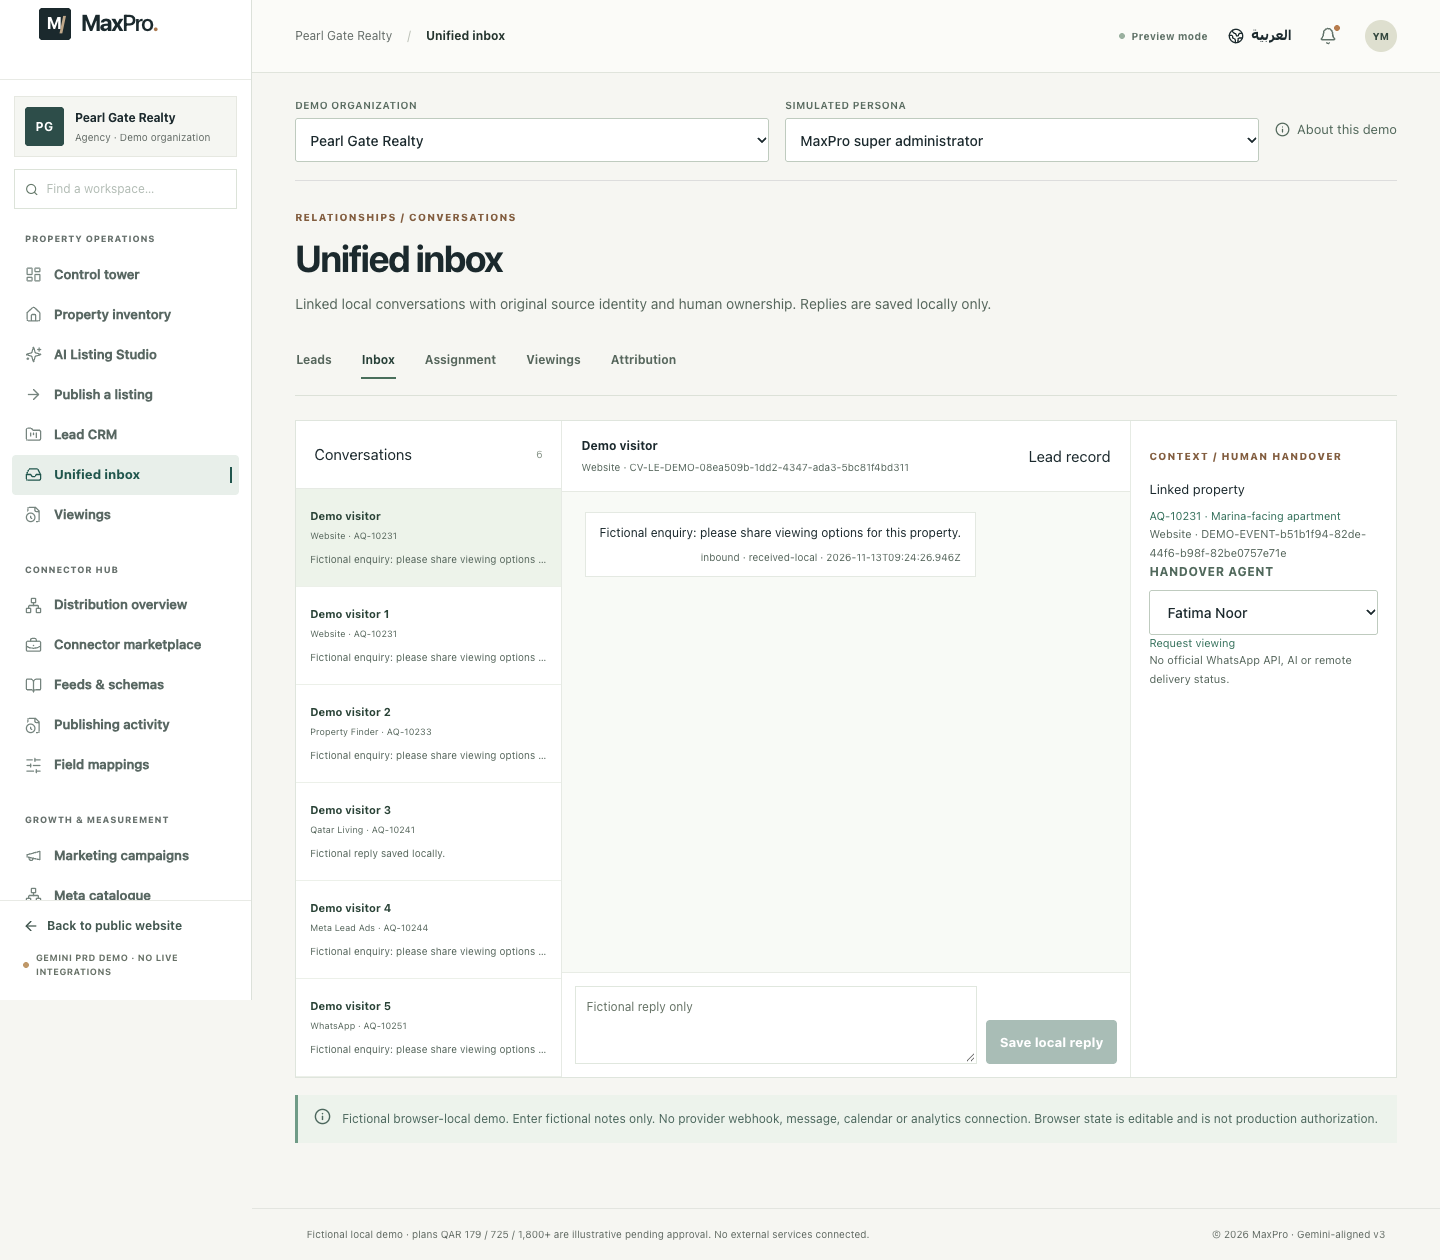 M/ MaxPro.
PG
Pearl Gate Realty
Agency · Demo organization
Find a workspace...
PROPERTY OPERATIONS
Control tower
Property inventory
AI Listing Studio
Publish a listing
Lead CRM
Unified inbox
Viewings
CONNECTOR HUB
Distribution overview
Connector marketplace
Feeds & schemas
Publishing activity
Field mappings
GROWTH & MEASUREMENT
Marketing campaigns
Meta catalogue
Back to public website
GEMINI PRD DEMO · NO LIVE
INTEGRATIONS
Pearl Gate Realty / Unified inbox
Preview mode
العربية
YM
DEMO ORGANIZATION
Pearl Gate Realty
SIMULATED PERSONA
MaxPro super administrator
About this demo
RELATIONSHIPS / CONVERSATIONS
Unified inbox
Linked local conversations with original source identity and human ownership. Replies are saved locally only.
Leads
Inbox
Assignment
Viewings
Attribution
Conversations
6
Demo visitor
Website · AQ-10231
Fictional enquiry: please share viewing options ...
Demo visitor 1
Website · AQ-10231
Fictional enquiry: please share viewing options ...
Demo visitor 2
Property Finder · AQ-10233
Fictional enquiry: please share viewing options ...
Demo visitor 3
Qatar Living · AQ-10241
Fictional reply saved locally.
Demo visitor 4
Meta Lead Ads · AQ-10244
Fictional enquiry: please share viewing options ...
Demo visitor 5
WhatsApp · AQ-10251
Fictional enquiry: please share viewing options ...
Demo visitor
Website · CV-LE-DEMO-08ea509b-1dd2-4347-ada3-5bc81f4bd311
Lead record
Fictional enquiry: please share viewing options for this property.
inbound · received-local · 2026-11-13T09:24:26.946Z
Fictional reply only
Save local reply
CONTEXT / HUMAN HANDOVER
Linked property
AQ-10231 · Marina-facing apartment
Website · DEMO-EVENT-b51b1f94-82de-
44f6-b98f-82be0757e71e
HANDOVER AGENT
Fatima Noor
Request viewing
No official WhatsApp API, AI or remote
delivery status.
Fictional browser-local demo. Enter fictional notes only. No provider webhook, message, calendar or analytics connection. Browser state is editable and is not production authorization.
Fictional local demo · plans QAR 179 / 725 / 1,800+ are illustrative pending approval. No external services connected.
© 2026 MaxPro · Gemini-aligned v3